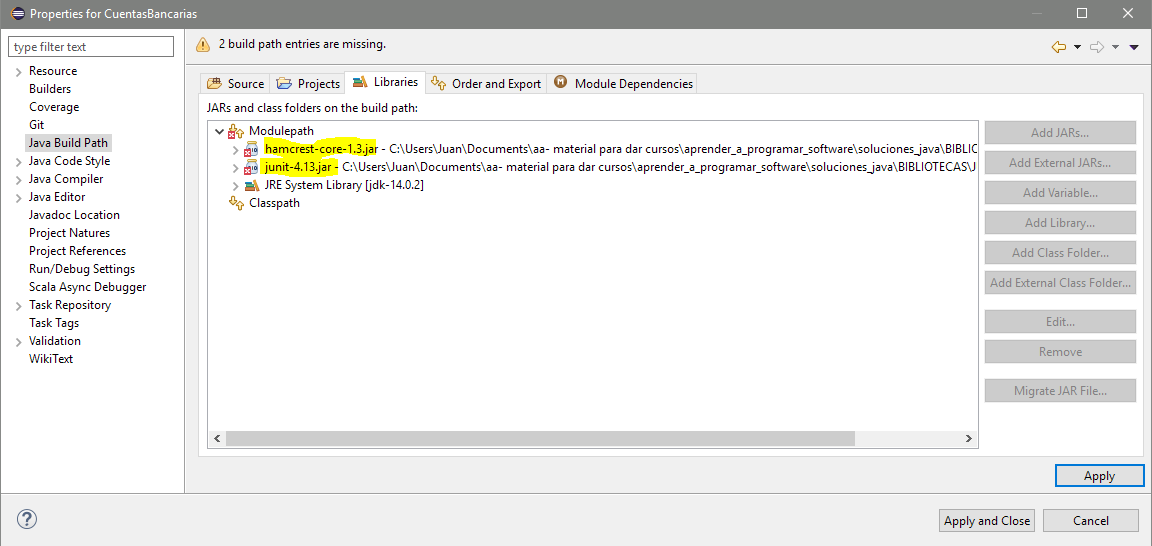 Properties for CuentasBancarias
type filter text
2 build path entries are missing.
Resource
Builders
Coverage
Git
Java Build Path
Java Code Style
Java Compiler
Java Editor
Javadoc Location
Project Natures
Project References
Run/Debug Settings
Scala Async Debugger
Task Repository
Task Tags
Validation
WikiText
Source Projects Libraries Order and Export Module Dependencies
JARs and class folders on the build path:
Modulepath
hamcrest-core-1.3.jar - C:\Users\Juan\Documents\aa- material para dar cursos\aprender_a_programar_software\soluciones_java\BIBLIO
junit-4.13.jar - C:\Users\Juan\Documents\aa- material para dar cursos\aprender_a_programar_software\soluciones_java\BIBLIOTECAS\J
JRE System Library [jdk-14.0.2]
Classpath
Add JARs...
Add External JARs...
Add Variable...
Add Library...
Add Class Folder...
Add External Class Folder...
Edit...
Remove
Migrate JAR File...
Apply
Apply and Close Cancel